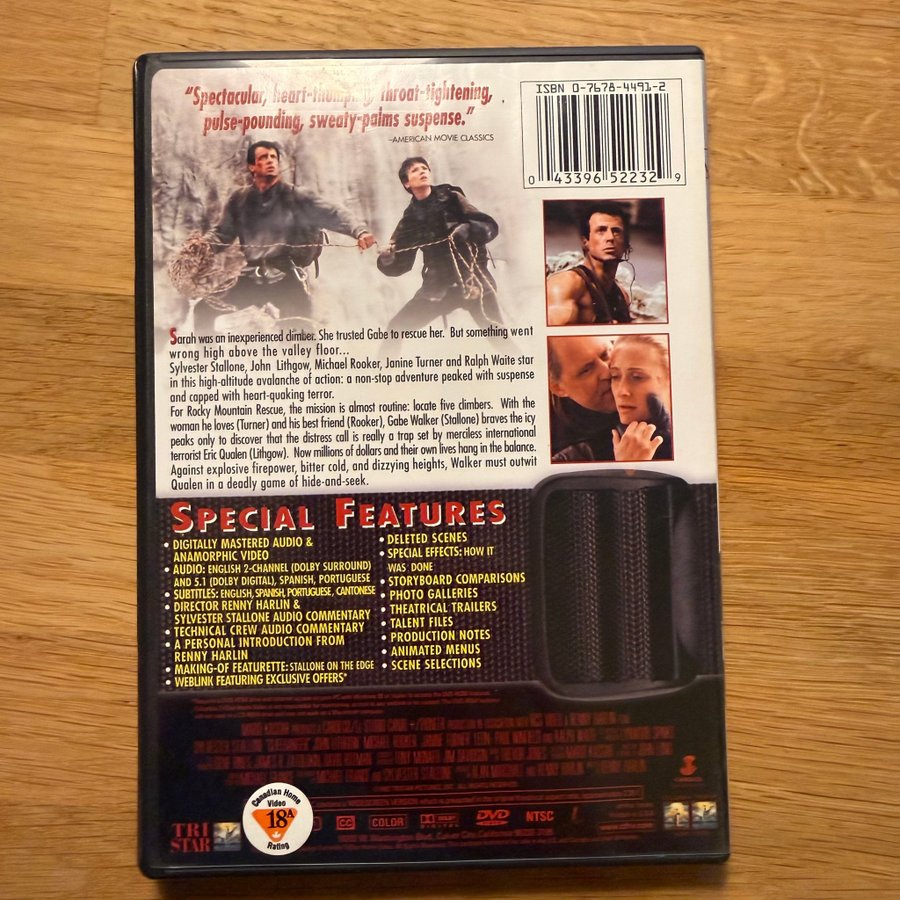 "Spectacular, heart-thumping, throat-tightening,
pulse-pounding, sweaty-palms suspense."
–AMERICAN MOVIE CLASSICS
ISBN 0-7678-4491-2
0 43396 52232 9
Sarah was an inexperienced climber. She trusted Gabe to rescue her. But something went
wrong high above the valley floor...
Sylvester Stallone, John Lithgow, Michael Rooker, Janine Turner and Ralph Waite star
in this high-altitude avalanche of action: a non-stop adventure peaked with suspense
and capped with heart-quaking terror.
For Rocky Mountain Rescue, the mission is almost routine: locate five climbers. With the
woman he loves (Turner) and his best friend (Rooker), Gabe Walker (Stallone) braves the icy
peaks only to discover that the distress call is really a trap set by merciless international
terrorist Eric Qualen (Lithgow). Now millions of dollars and their own lives hang in the balance.
Against explosive firepower, bitter cold, and dizzying heights, Walker must outwit
Qualen in a deadly game of hide-and-seek.
SPECIAL FEATURES
• DIGITALLY MASTERED AUDIO &
ANAMORPHIC VIDEO
• AUDIO: ENGLISH 2-CHANNEL (DOLBY SURROUND)
AND 5.1 (DOLBY DIGITAL), SPANISH, PORTUGUESE
• SUBTITLES: ENGLISH, SPANISH, PORTUGUESE, CANTONESE
• DIRECTOR RENNY HARLIN &
SYLVESTER STALLONE AUDIO COMMENTARY
• TECHNICAL CREW AUDIO COMMENTARY
• A PERSONAL INTRODUCTION FROM
RENNY HARLIN
• MAKING-OF FEATURETTE: STALLONE ON THE EDGE
• WEBLINK FEATURING EXCLUSIVE OFFERS*
• DELETED SCENES
• SPECIAL EFFECTS: HOW IT
WAS DONE
• STORYBOARD COMPARISONS
• PHOTO GALLERIES
• THEATRICAL TRAILERS
• TALENT FILES
• PRODUCTION NOTES
• ANIMATED MENUS
• SCENE SELECTIONS
TRI
STAR
Canadian Home
Video
18A
Rating
CC
COLOR
DOLBY
DIGITAL
DVD
NTSC